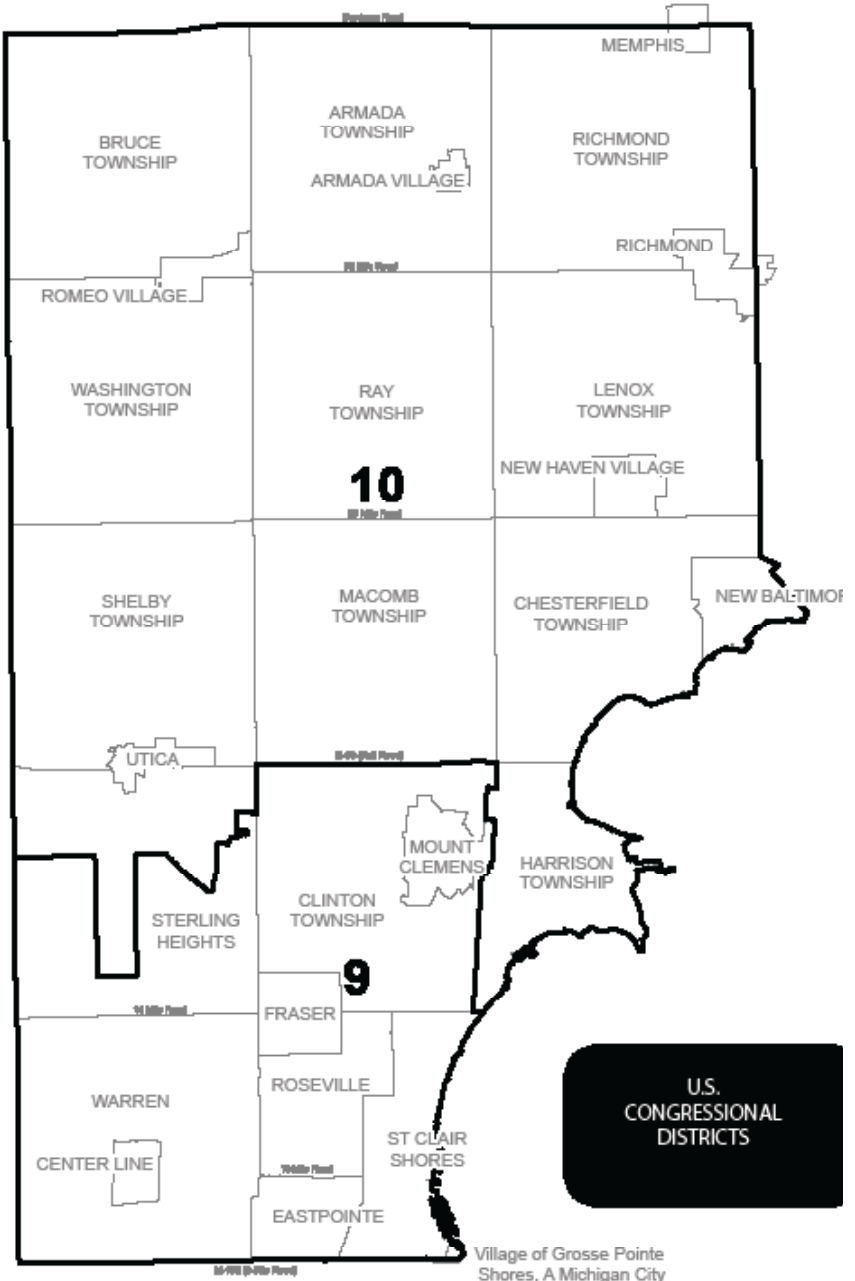 MEMPHIS
ARMADA
TOWNSHIP
BRUCE
TOWNSHIP
RICHMOND
TOWNSHIP
ARMADA VILLAGE
RICHMOND
ROMEO VILLAGE
WASHINGTON
TOWNSHIP
RAY
TOWNSHIP
LENOX
TOWNSHIP
NEW HAVEN VILLAGE
10
SHELBY
TOWNSHIP
MACOMB
TOWNSHIP
CHESTERFIELD
TOWNSHIP
NEW BALTIMOR
UTICA
MOUNT
CLEMENS
HARRISON
TOWNSHIP
CLINTON
TOWNSHIP
STERLING
HEIGHTS
9
14 Mile Road
FRASER
ROSEVILLE
WARREN
U.S.
CONGRESSIONAL
DISTRICTS
ST CLAIR
SHORES
CENTER LINE
EASTPOINTE
Village of Grosse Pointe
Shores, A Michigan City